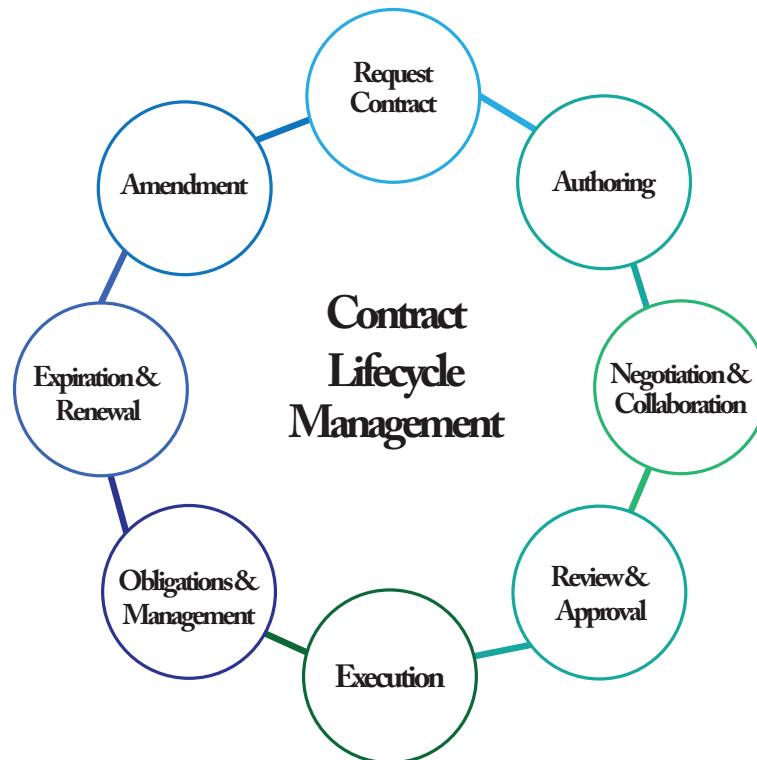 Request
Contract
Authoring
Negotiation &
Collaboration
Review &
Approval
Execution
Obligations &
Management
Expiration &
Renewal
Amendment
Contract
Lifecycle
Management